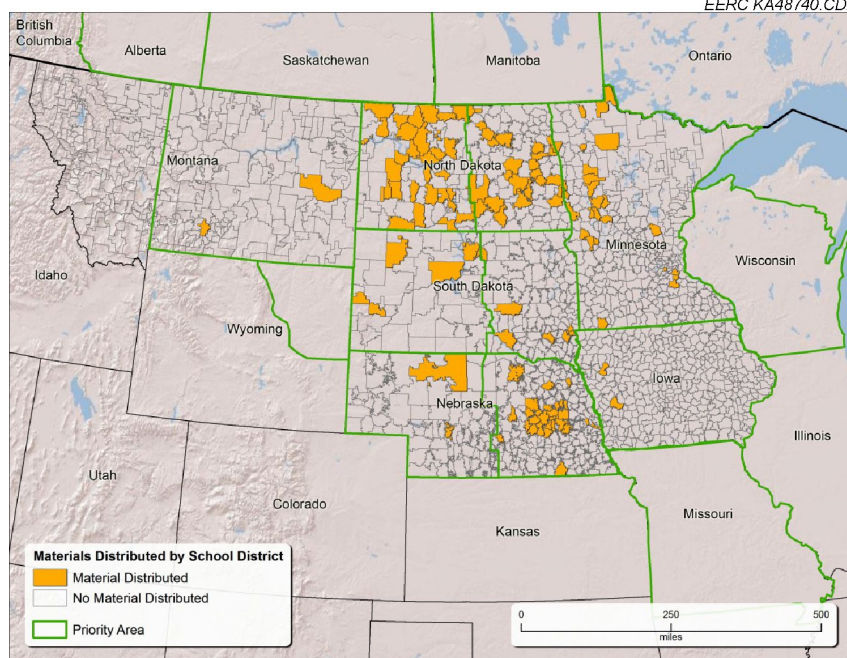 EERC KA48740.CD
British
Columbia
Alberta
Saskatchewan
Manitoba
Ontario
Montana
North Dakota
Minnesota
Wisconsin
Idaho
South Dakota
Wyoming
Iowa
Nebraska
Illinois
Utah
Colorado
Kansas
Missouri
Materials Distributed by School District
Material Distributed
No Material Distributed
Priority Area
0 250 500
miles